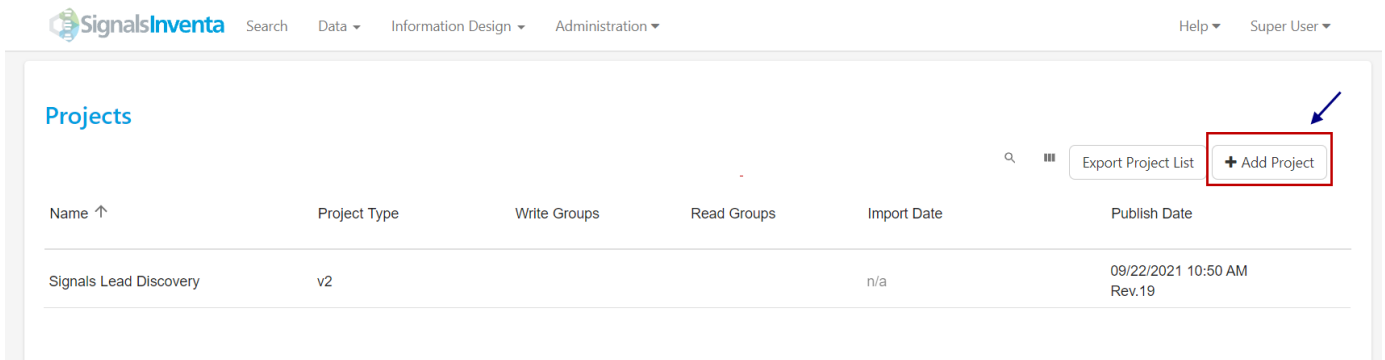 SignalsInventa Search Data Information Design Administration Help Super User
Projects
Export Project List + Add Project
Name Project Type Write Groups Read Groups Import Date Publish Date
Signals Lead Discovery v2 n/a 09/22/2021 10:50 AM
Rev.19